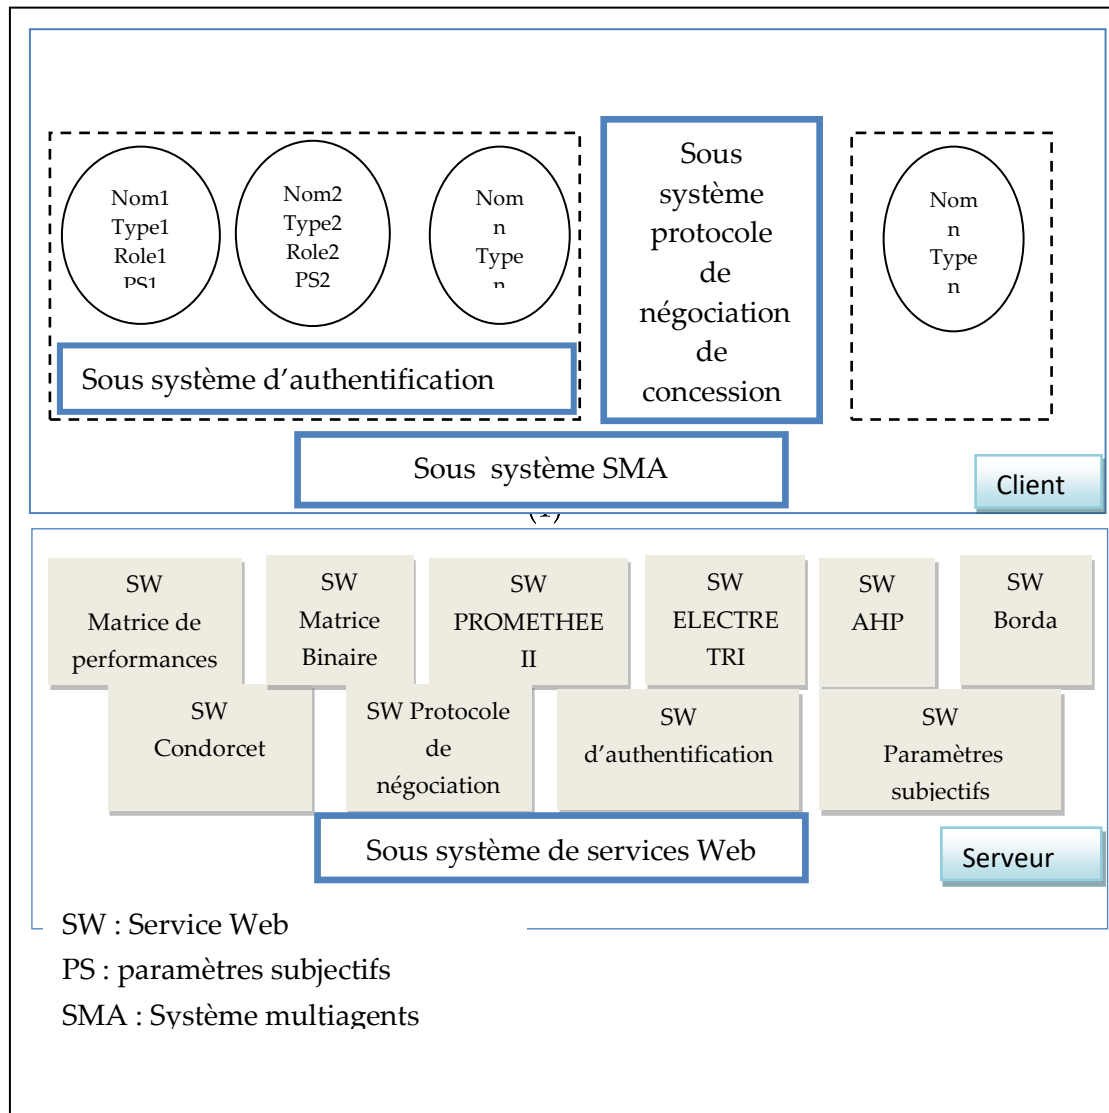 Nom1
Type1
Role1
PS1
Nom2
Type2
Role2
PS2
Nom
n
Type
n
Sous système d’authentification
Sous
système
protocole
de
négociation
de
concession
Nom
n
Type
n
Sous système SMA
Client
SW
Matrice de
performances
SW
Matrice
Binaire
SW
PROMETHEE
II
SW
ELECTRE
TRI
SW
AHP
SW
Borda
SW
Condorcet
SW Protocole
de
négociation
SW
d’authentification
SW
Paramètres
subjectifs
Sous système de services Web
Serveur
SW : Service Web
PS : paramètres subjectifs
SMA : Système multiagents